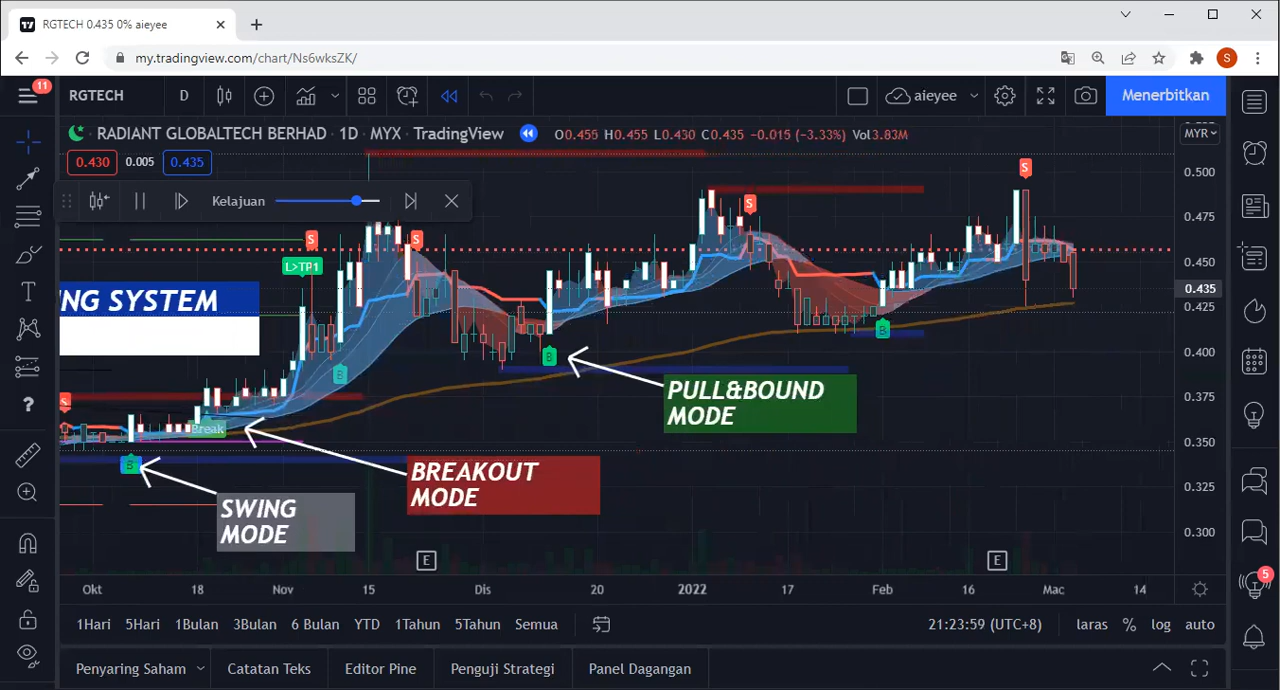 RGTECH 0.435 0% aieyee
my.tradingview.com/chart/Ns6wksZK/
S
11
RGTECH D aieyee Menerbitkan
RADIANT GLOBALTECH BERHAD · 1D · MYX · TradingView O0.455 H0.455 L0.430 C0.435 -0.015 (-3.33%) Vol3.83M
MYR
0.430 0.005 0.435
Kelajuan
0.500
0.475
0.450
0.435
0.425
0.400
0.375
0.350
0.325
0.300
S
S
S
S
S
L>TP1
NG SYSTEM
B
B
B
B
Break
PULL&BOUND
MODE
BREAKOUT
MODE
SWING
MODE
E
E
Okt 18 Nov 15 Dis 20 2022 17 Feb 16 Mac 14
1Hari 5Hari 1Bulan 3Bulan 6 Bulan YTD 1Tahun 5Tahun Semua 21:23:59 (UTC+8) laras % log auto
5
Penyaring Saham Catatan Teks Editor Pine Penguji Strategi Panel Dagangan